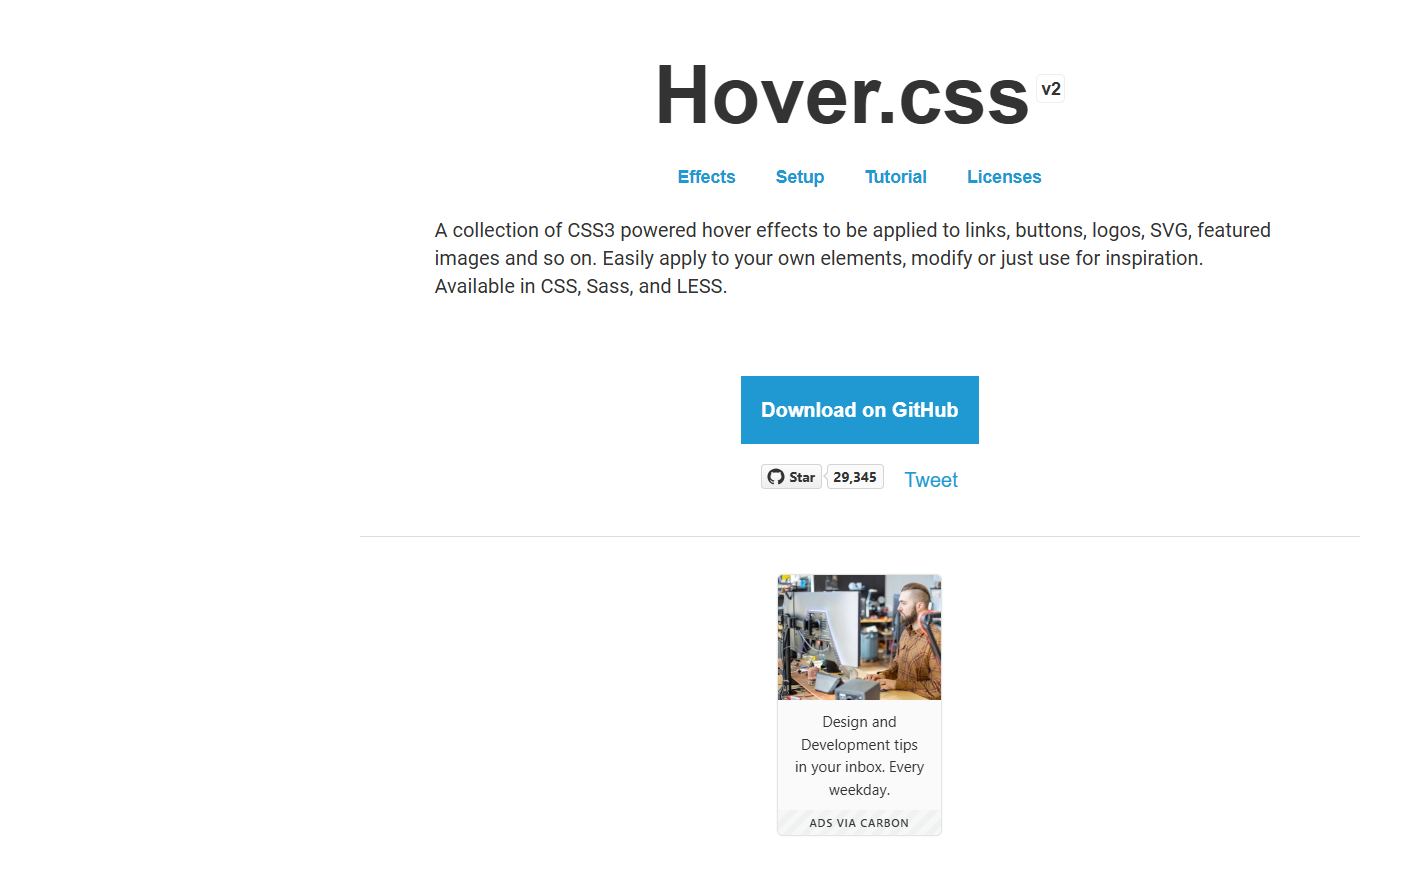 Hover.css v2
Effects Setup Tutorial Licenses
A collection of CSS3 powered hover effects to be applied to links, buttons, logos, SVG, featured
images and so on. Easily apply to your own elements, modify or just use for inspiration.
Available in CSS, Sass, and LESS.
Download on GitHub
Star 29,345 Tweet
Design and
Development tips
in your inbox. Every
weekday.
ADS VIA CARBON